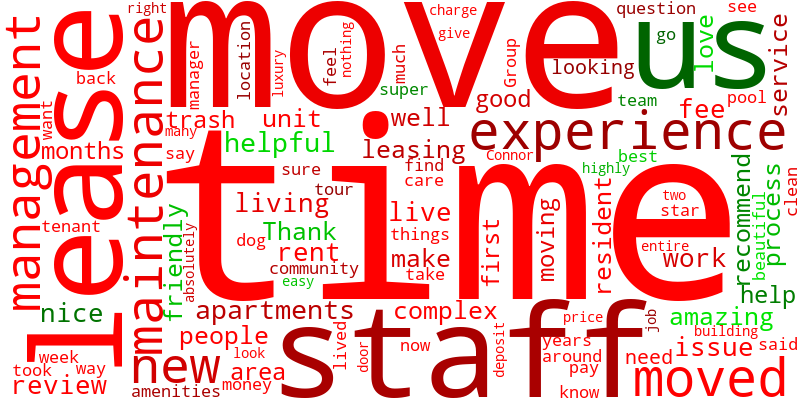 right
move
charge
give
question
go
us
see
love
service
management
lease
back
want
months
maintenance
manager
location
luxury
feel
nothing
much
super
Group
looking
team
pool
good
fee
trash
many
say
unit
helpful
well
leasing
experience
Connor
highly
best
sure
tour
find
care
time
tenant
friendly
absolutely
living
Thank
dog
rent
community
easy
live
things
make
take
first
moving
resident
two
star
entire
work
recommend
beautiful
process
clean
nice
apartments
complex
people
staff
new
week
took
way
review
amenities
look
area
money
lived
door
now
deposit
price
years
around
pay
know
job
need
building
amazing
help
issue
said
moved